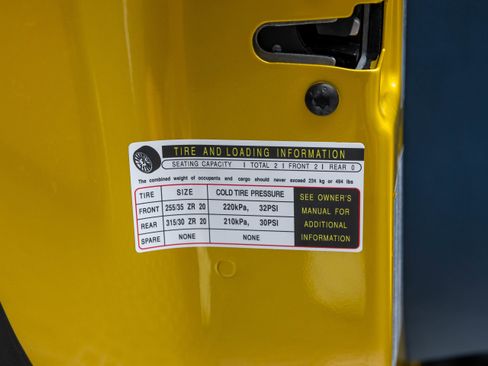 TIRE AND LOADING INFORMATION
SEATING CAPACITY | TOTAL 2 | FRONT 2 | REAR 0
The combined weight of occupants and cargo should never exceed 224 kg or 494 lbs
TIRE SIZE COLD TIRE PRESSURE
FRONT 255/35 ZR 20 220kPa, 32PSI
REAR 315/30 ZR 20 210kPa, 30PSI
SPARE NONE NONE
SEE OWNER'S
MANUAL FOR
ADDITIONAL
INFORMATION